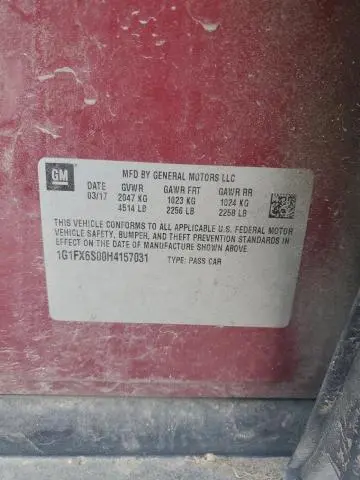 GM
MFD BY GENERAL MOTORS LLC
DATE GVWR GAWR FRT GAWR RR
03/17 2047 KG 1023 KG 1024 KG
4514 LB 2256 LB 2258 LB
THIS VEHICLE CONFORMS TO ALL APPLICABLE U.S. FEDERAL MOTOR
VEHICLE SAFETY, BUMPER, AND THEFT PREVENTION STANDARDS IN
EFFECT ON THE DATE OF MANUFACTURE SHOWN ABOVE.
1G1FX6S00H4157031 TYPE: PASS CAR